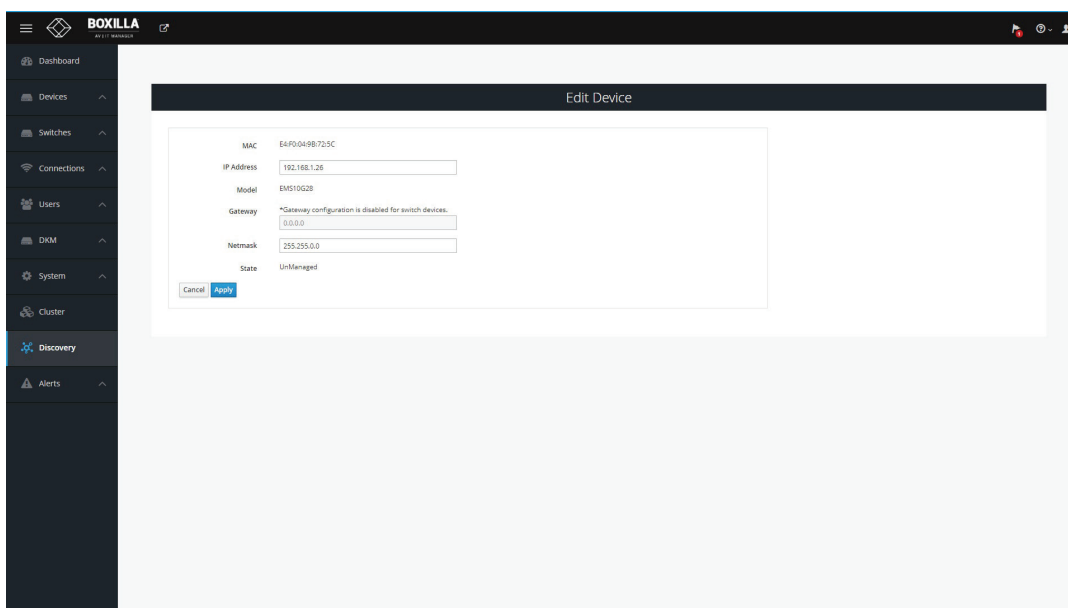 BOXILLA
AV | IT MANAGER
Dashboard
Devices
Switches
Connections
Users
DKM
System
Cluster
Discovery
Alerts
Edit Device
MAC E4:F0:04:9B:72:5C
IP Address 192.168.1.26
Model EMS10G28
Gateway *Gateway configuration is disabled for switch devices.
0.0.0.0
Netmask 255.255.0.0
State UnManaged
Cancel Apply